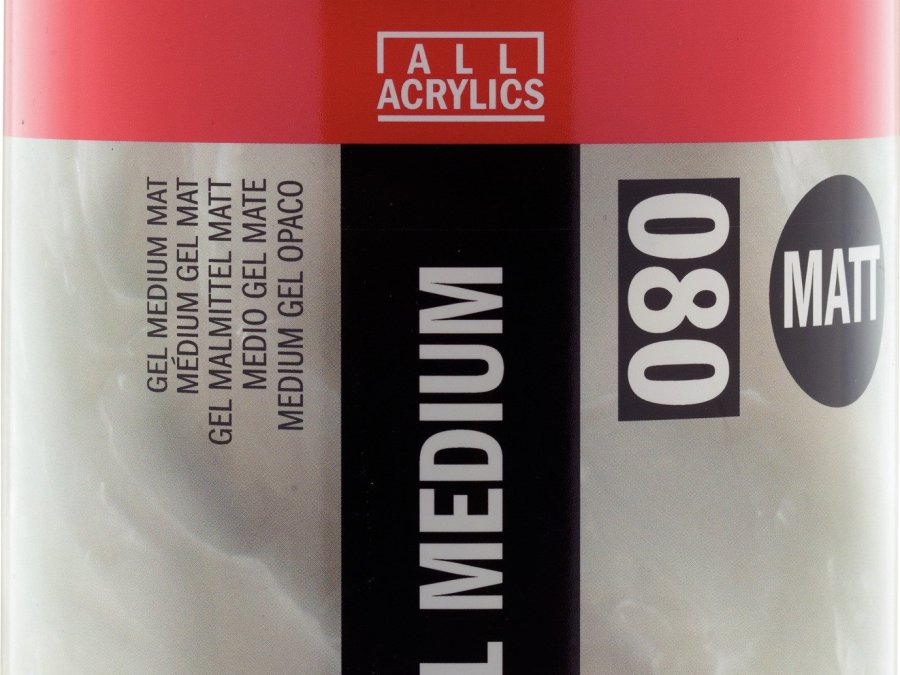 ALL
ACRYLICS
GEL MEDIUM MAT
MÉDIUM GEL MAT
GEL MALMITTEL MATT
MEDIO GEL MATE
MEDIUM GEL OPACO
L MEDIUM
080
MATT